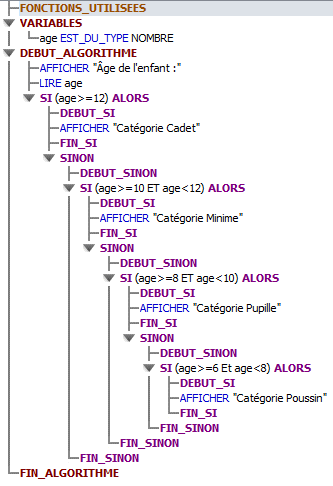 FONCTIONS_UTILISEES
VARIABLES
age EST_DU_TYPE NOMBRE
DEBUT_ALGORITHME
AFFICHER "Âge de l'enfant :"
LIRE age
SI (age>=12) ALORS
DEBUT_SI
AFFICHER "Catégorie Cadet"
FIN_SI
SINON
DEBUT_SINON
SI (age>=10 ET age<12) ALORS
DEBUT_SI
AFFICHER "Catégorie Minime"
FIN_SI
SINON
DEBUT_SINON
SI (age>=8 ET age<10) ALORS
DEBUT_SI
AFFICHER "Catégorie Pupille"
FIN_SI
SINON
DEBUT_SINON
SI (age>=6 Et age<8) ALORS
DEBUT_SI
AFFICHER "Catégorie Poussin"
FIN_SI
FIN_SINON
FIN_SINON
FIN_SINON
FIN_ALGORITHME